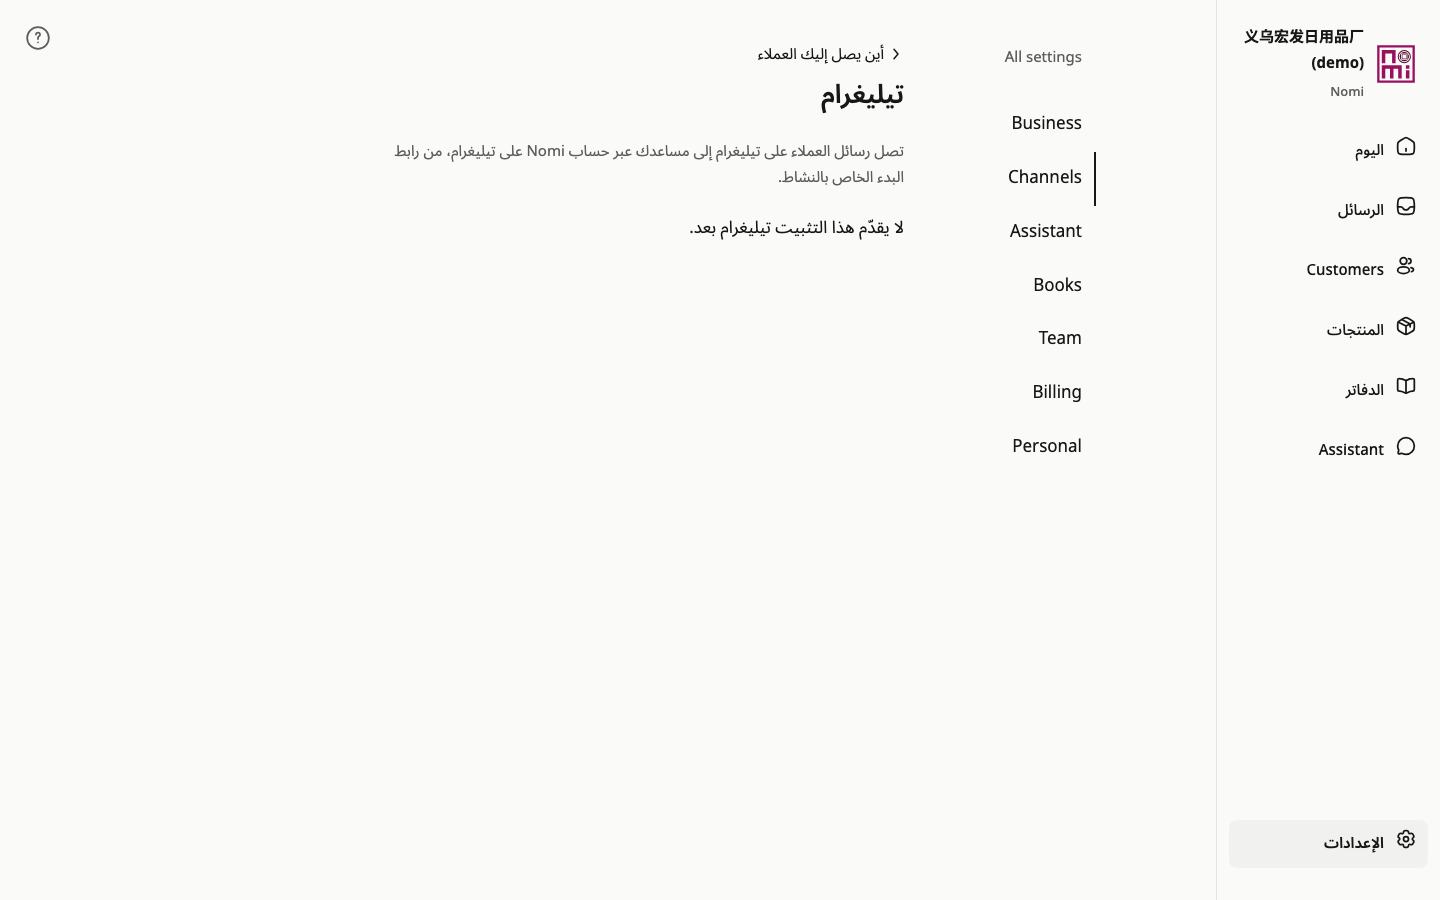 义乌宏发日用品厂
(demo)
Nomi
اليوم
الرسائل
Customers
المنتجات
الدفاتر
Assistant
الإعدادات
All settings
Business
Channels
Assistant
Books
Team
Billing
Personal
أين يصل إليك العملاء
تيليغرام
تصل رسائل العملاء على تيليغرام إلى مساعدك عبر حساب Nomi على تيليغرام، من رابط
البدء الخاص بالنشاط.
لا يقدّم هذا التثبيت تيليغرام بعد.
?